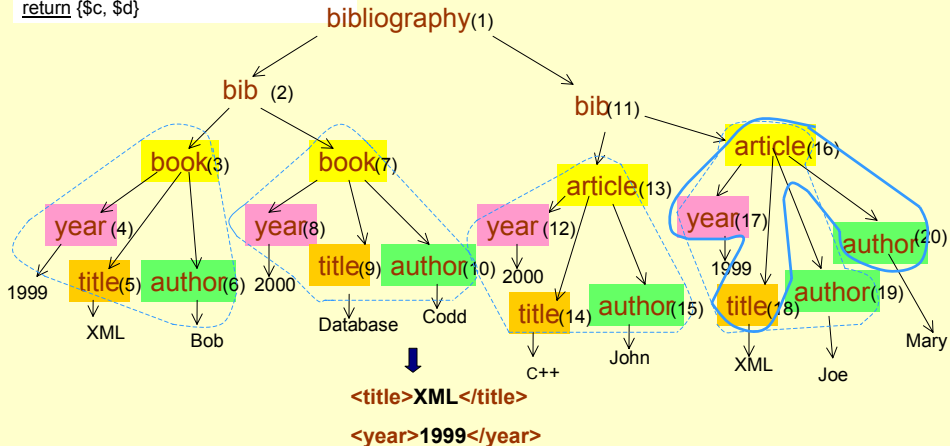 return {$c, $d}
bibliography(1)
bib (2)
bib(11)
book(3)
book(7)
article(13)
article(16)
year (4)
year(8)
year (12)
year(17)
author(20)
1999
title(5)
author(6)
2000
title(9)
author(10)
2000
title(14)
author(15)
1999
title(18)
author(19)
XML
Bob
Database
Codd
C++
John
XML
Joe
Mary
<title>XML</title>
<year>1999</year>